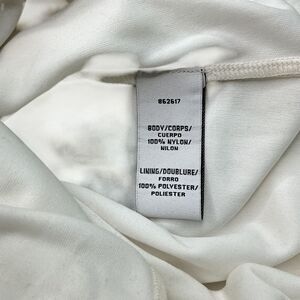 862617
BODY/CORPS/
CUERPO
100% NYLON/
NILON
LINING/DOUBLURE/
FORRO
100% POLYESTER/
POLIESTER